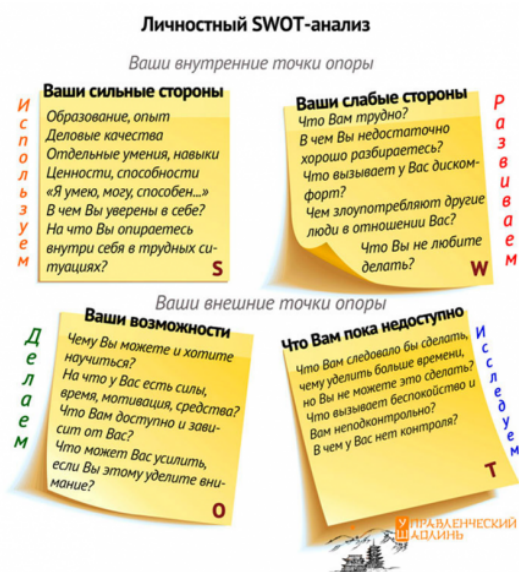 Личностный SWOT-анализ
Ваши внутренние точки опоры
Используем
Ваши сильные стороны
Образование, опыт
Деловые качества
Отдельные умения, навыки
Ценности, способности
«Я умею, могу, способен...»
В чем Вы уверены в себе?
На что Вы опираетесь
внутри себя в трудных си-
туациях?
S
Ваши слабые стороны
Что Вам трудно?
В чем Вы недостаточно
хорошо разбираетесь?
Что вызывает у Вас диском-
форт?
Чем злоупотребляют другие
люди в отношении Вас?
Что Вы не любите
делать?
W
Развиваем
Ваши внешние точки опоры
Делаем
Ваши возможности
Чему Вы можете и хотите
научиться?
На что у Вас есть силы,
время, мотивация, средства?
Что Вам доступно и зави-
сит от Вас?
Что может Вас усилить,
если Вы этому уделите вни-
мание?
O
Что Вам пока недоступно
Что Вам следовало бы сделать,
чему уделить больше времени,
но Вы не можете это сделать?
Что вызывает беспокойство и
Вам неподконтрольно?
В чем у Вас нет контроля?
T
Исследуем
УПРАВЛЕНЧЕСКИЙ
ШАОЛИНЬ